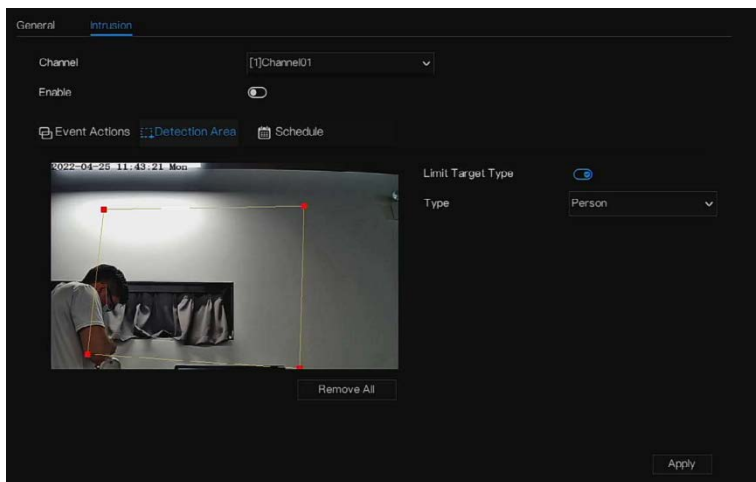 General Intrusion
Channel [1]Channel01
Enable
Event Actions Detection Area Schedule
2022-04-25 11:43:21 Mon
Limit Target Type
Type Person
Remove All
Apply